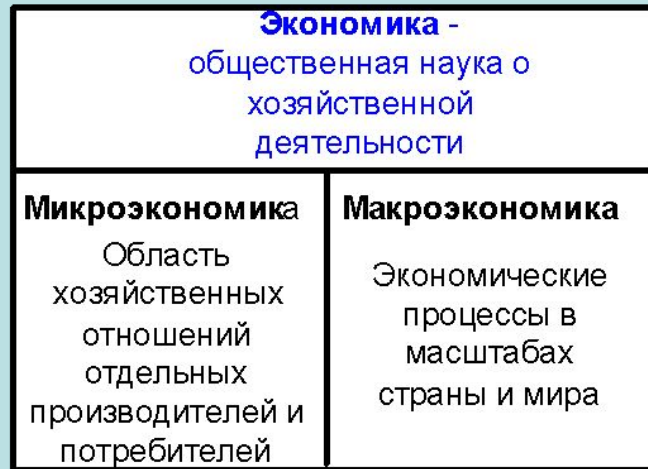 Экономика -
общественная наука о
хозяйственной
деятельности
Микроэкономика
Область
хозяйственных
отношений
отдельных
производителей и
потребителей
Макроэкономика
Экономические
процессы в
масштабах
страны и мира